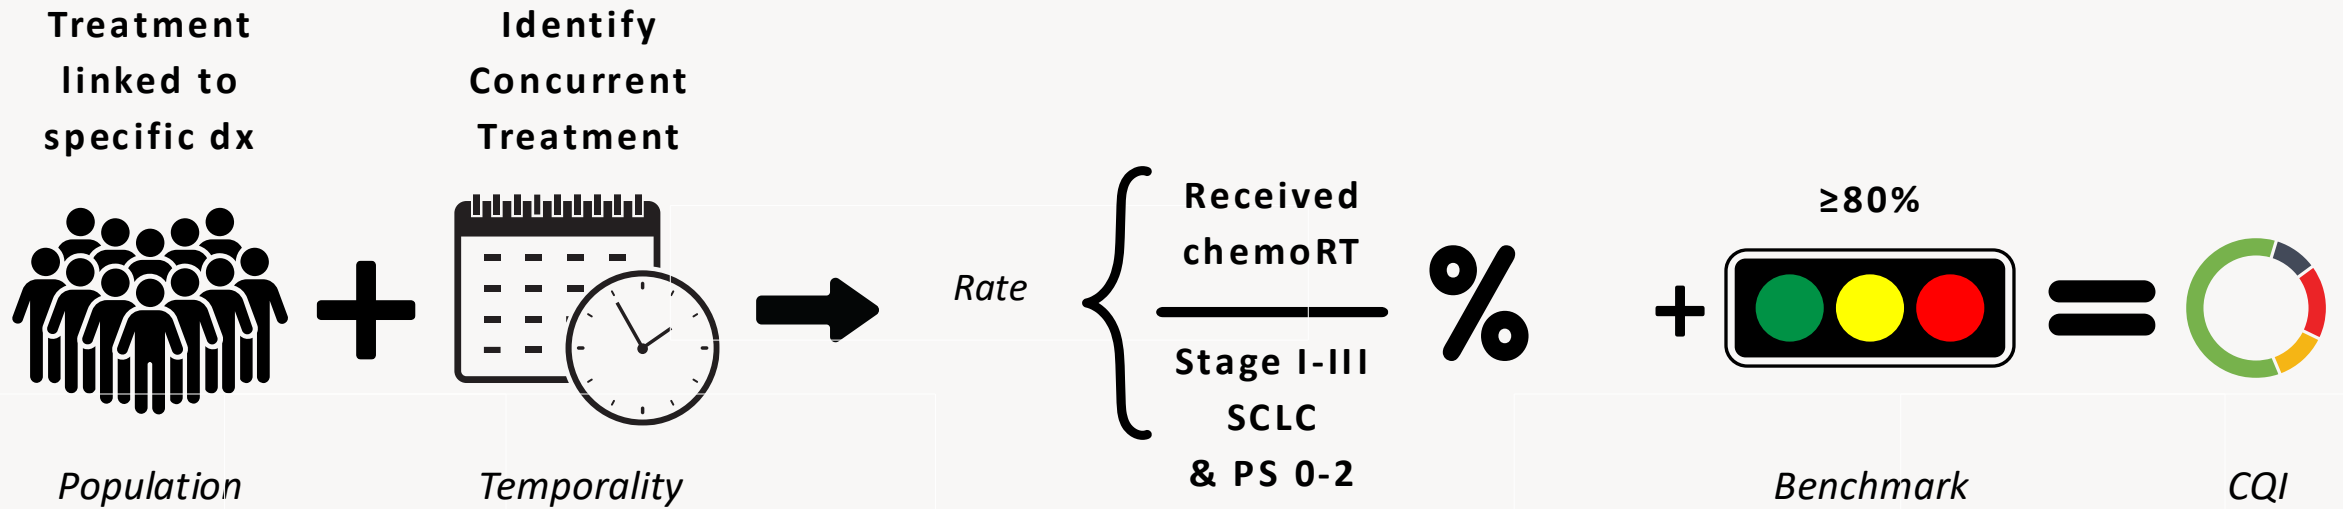 Treatment
linked to
specific dx
Population
Identify
Concurrent
Treatment
Temporality
Rate
Received
chemoRT
Stage I-III
SCLC
& PS 0-2
%
≥80%
Benchmark
CQI